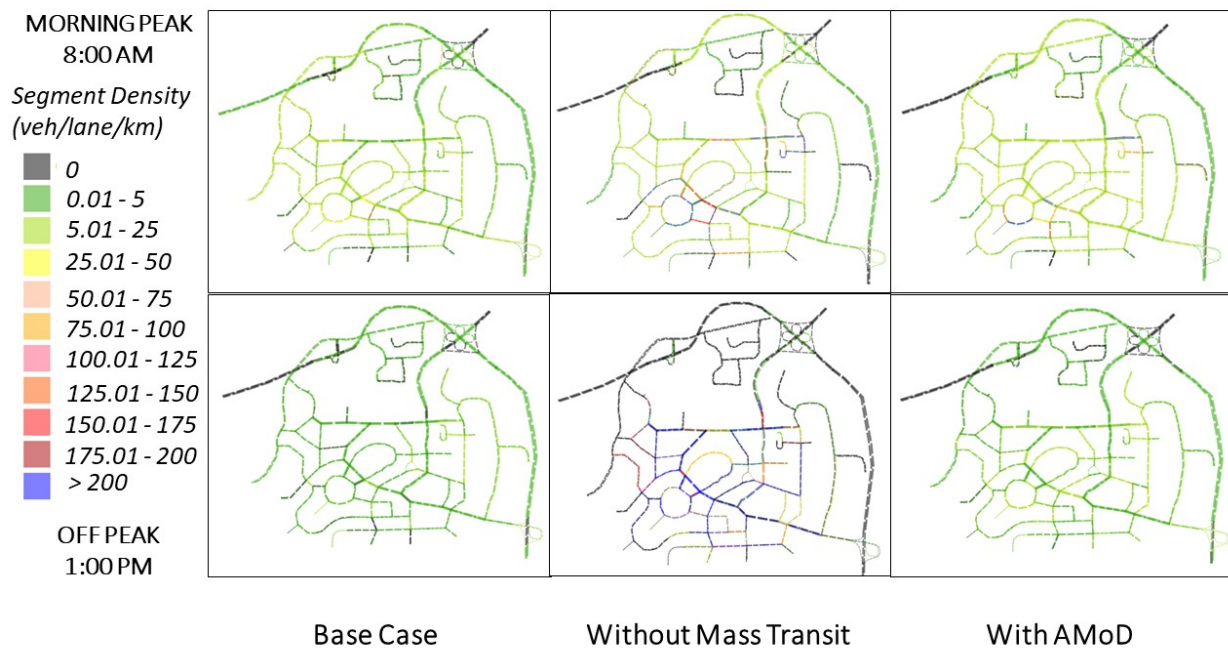 MORNING PEAK
8:00 AM
Segment Density
(veh/lane/km)
0
0.01 - 5
5.01 - 25
25.01 - 50
50.01 - 75
75.01 - 100
100.01 - 125
125.01 - 150
150.01 - 175
175.01 - 200
> 200
OFF PEAK
1:00 PM
Base Case
Without Mass Transit
With AMoD